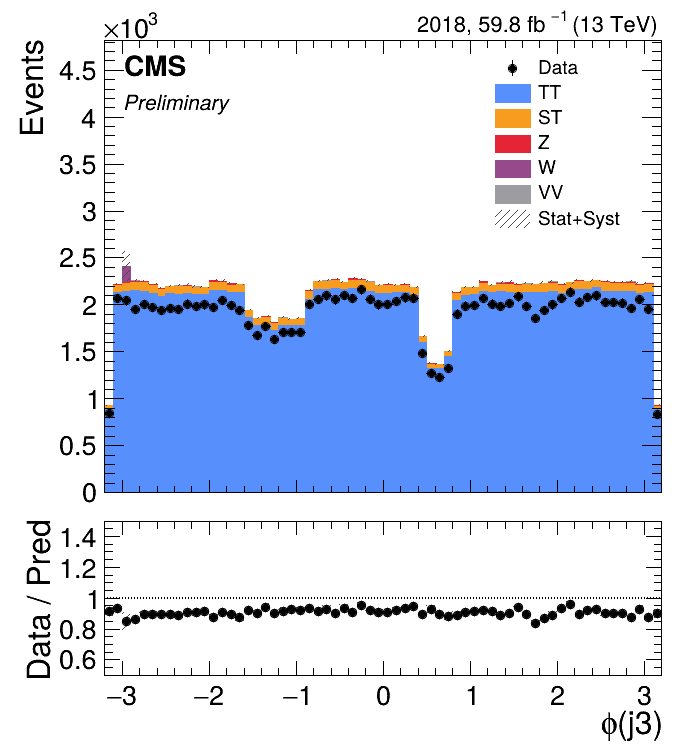 ×10³
2018, 59.8 fb⁻¹ (13 TeV)
Events
CMS
Preliminary
Data
TT
ST
Z
W
VV
Stat+Syst
4.5
4
3.5
3
2.5
2
1.5
1
0.5
0
Data / Pred
1.4
1.2
1
0.8
0.6
−3 −2 −1 0 1 2 3
ϕ(j3)